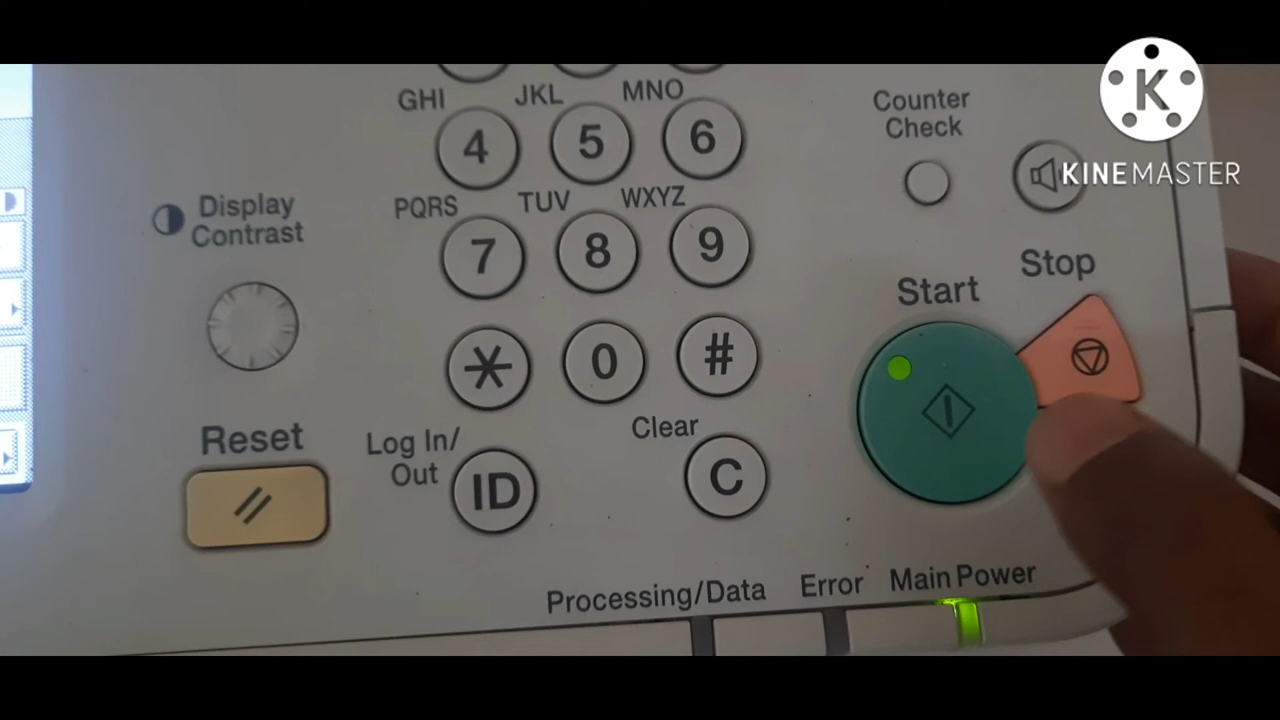 K
KINEMASTER
GHI
JKL
MNO
4
5
6
Counter
Check
Display
Contrast
PQRS
TUV
WXYZ
7
8
9
Start
Stop
*
0
#
Reset
Log In/
Out
ID
Clear
C
Processing/Data
Error
Main Power